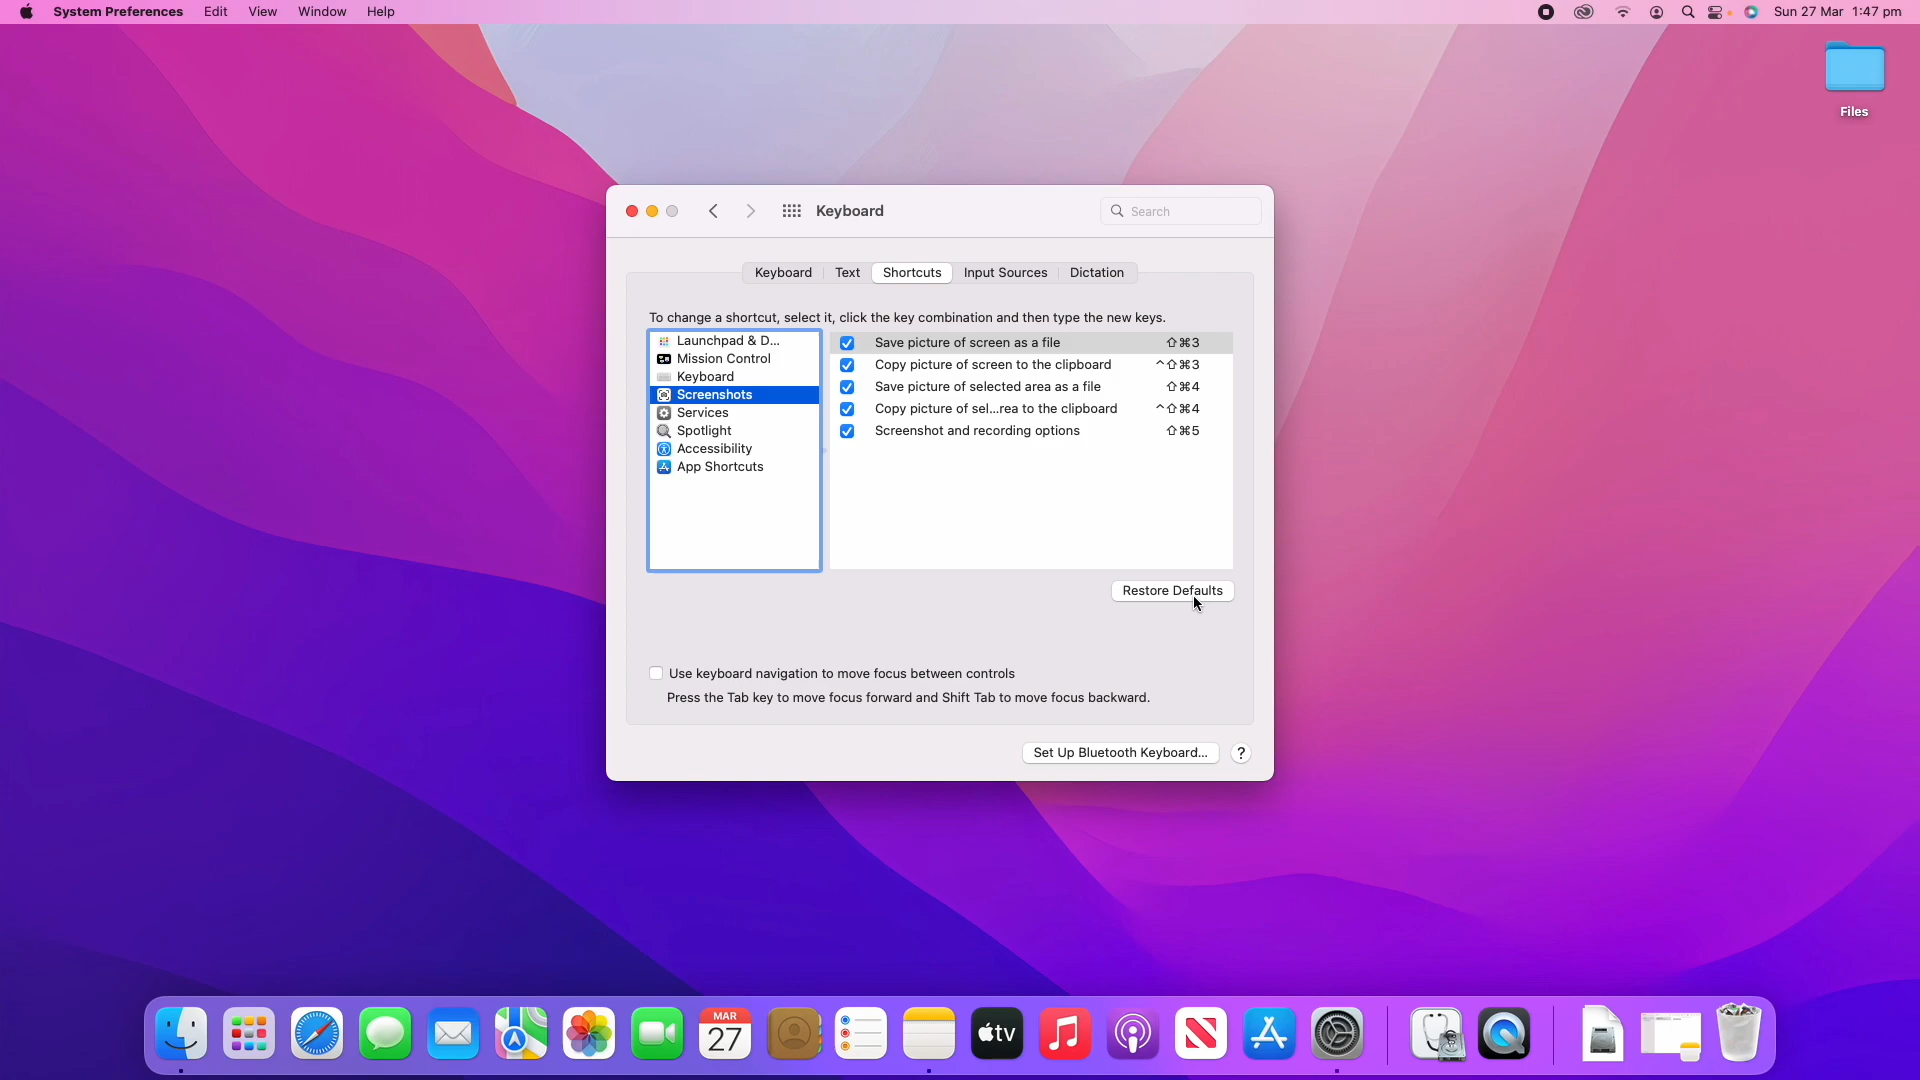 System Preferences Edit View Window Help Sun 27 Mar 1:47 pm
Files
Keyboard Search
Keyboard Text Shortcuts Input Sources Dictation
To change a shortcut, select it, click the key combination and then type the new keys.
Launchpad & D...
Mission Control
Keyboard
Screenshots
Services
Spotlight
Accessibility
App Shortcuts
Save picture of screen as a file ⇧⌘3
Copy picture of screen to the clipboard ^⇧⌘3
Save picture of selected area as a file ⇧⌘4
Copy picture of sel...rea to the clipboard ^⇧⌘4
Screenshot and recording options ⇧⌘5
Restore Defaults
Use keyboard navigation to move focus between controls
Press the Tab key to move focus forward and Shift Tab to move focus backward.
Set Up Bluetooth Keyboard... ?
MAR
27
tv